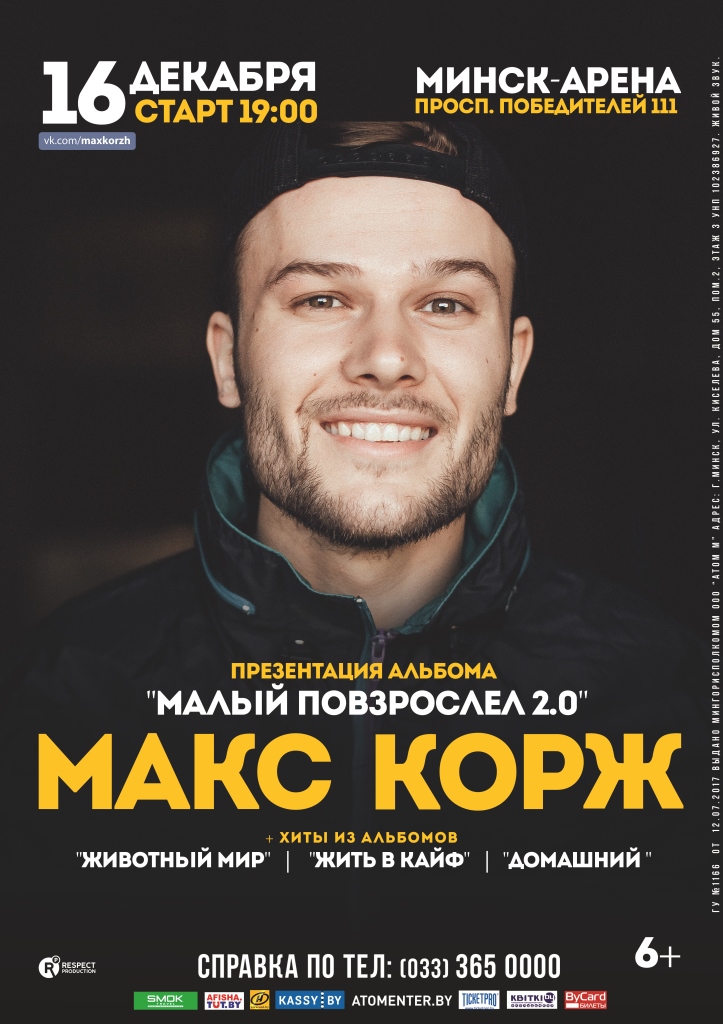 16 ДЕКАБРЯ
СТАРТ 19:00
vk.com/maxkorzh
МИНСК-АРЕНА
ПРОСП. ПОБЕДИТЕЛЕЙ 111
ГУ №1166 ОТ 12.07.2017 ВЫДАНО МИНГОРИСПОЛКОМОМ ООО "АТОМ М" АДРЕС: Г.МИНСК, УЛ. КИСЕЛЕВА, ДОМ 55, ПОМ.2, ЭТАЖ 3 УНП 102386927. ЖИВОЙ ЗВУК.
ПРЕЗЕНТАЦИЯ АЛЬБОМА
"МАЛЫЙ ПОВЗРОСЛЕЛ 2.0"
МАКС КОРЖ
+ ХИТЫ ИЗ АЛЬБОМОВ
"ЖИВОТНЫЙ МИР" | "ЖИТЬ В КАЙФ" | "ДОМАШНИЙ "
RP RESPECT
PRODUCTION
СПРАВКА ПО ТЕЛ: (033) 365 0000
6+
SMOK
AFISHA.
TUT.BY
KASSY BY
ATOMENTER.BY
TICKETPRO
КВІТКІ BY
ByCard
БИЛЕТЫ